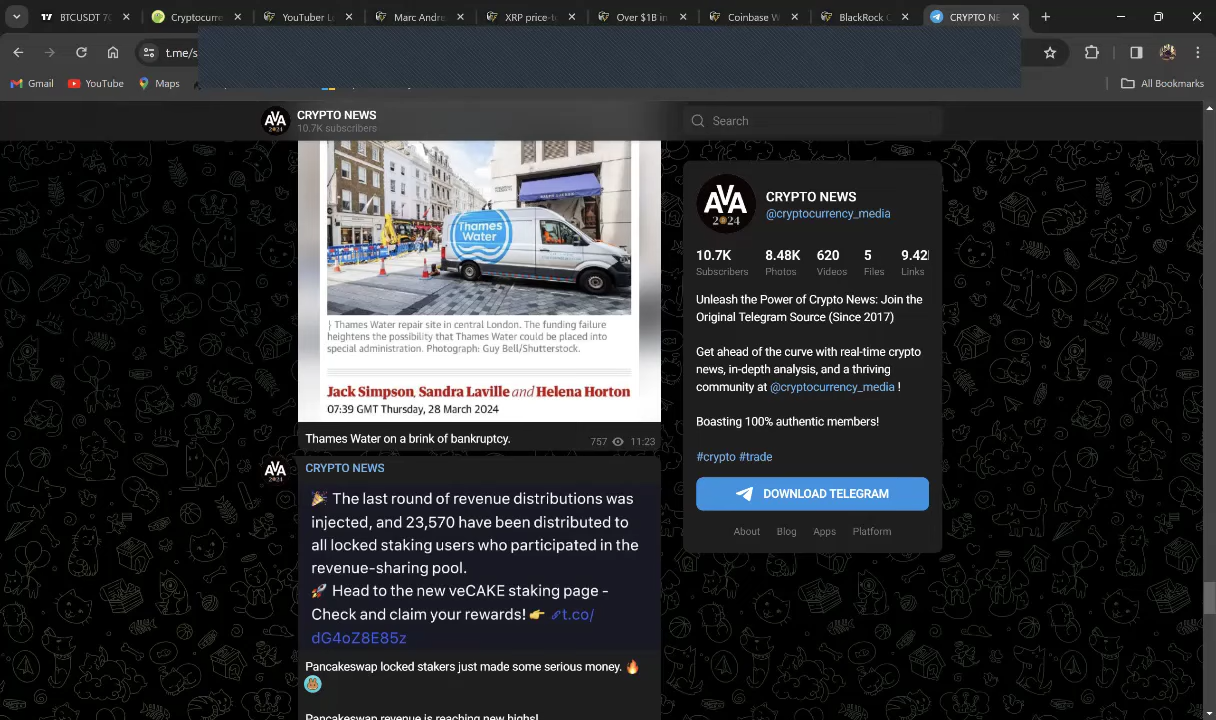 BTCUSDT 70
Cryptocurre
YouTuber L
Marc Andre
XRP price-t
Over $1B in
Coinbase W
BlackRock C
CRYPTO NE
t.me/s
Gmail
YouTube
Maps
All Bookmarks
AVA
2024
CRYPTO NEWS
10.7K subscribers
Search
Thames
Water
} Thames Water repair site in central London. The funding failure
heightens the possibility that Thames Water could be placed into
special administration. Photograph: Guy Bell/Shutterstock.
Jack Simpson, Sandra Laville and Helena Horton
07:39 GMT Thursday, 28 March 2024
Thames Water on a brink of bankruptcy.
757 11:23
AVA
2024
CRYPTO NEWS
🎉 The last round of revenue distributions was
injected, and 23,570 have been distributed to
all locked staking users who participated in the
revenue-sharing pool.
🚀 Head to the new veCAKE staking page -
Check and claim your rewards! 👉 🔗t.co/
dG4oZ8E85z
Pancakeswap locked stakers just made some serious money. 🔥
🐹
Pancakeswap revenue is reaching new highs!
AVA
2024
CRYPTO NEWS
@cryptocurrency_media
10.7K 8.48K 620 5 9.42
Subscribers Photos Videos Files Links
Unleash the Power of Crypto News: Join the
Original Telegram Source (Since 2017)
Get ahead of the curve with real-time crypto
news, in-depth analysis, and a thriving
community at @cryptocurrency_media !
Boasting 100% authentic members!
#crypto #trade
DOWNLOAD TELEGRAM
About Blog Apps Platform